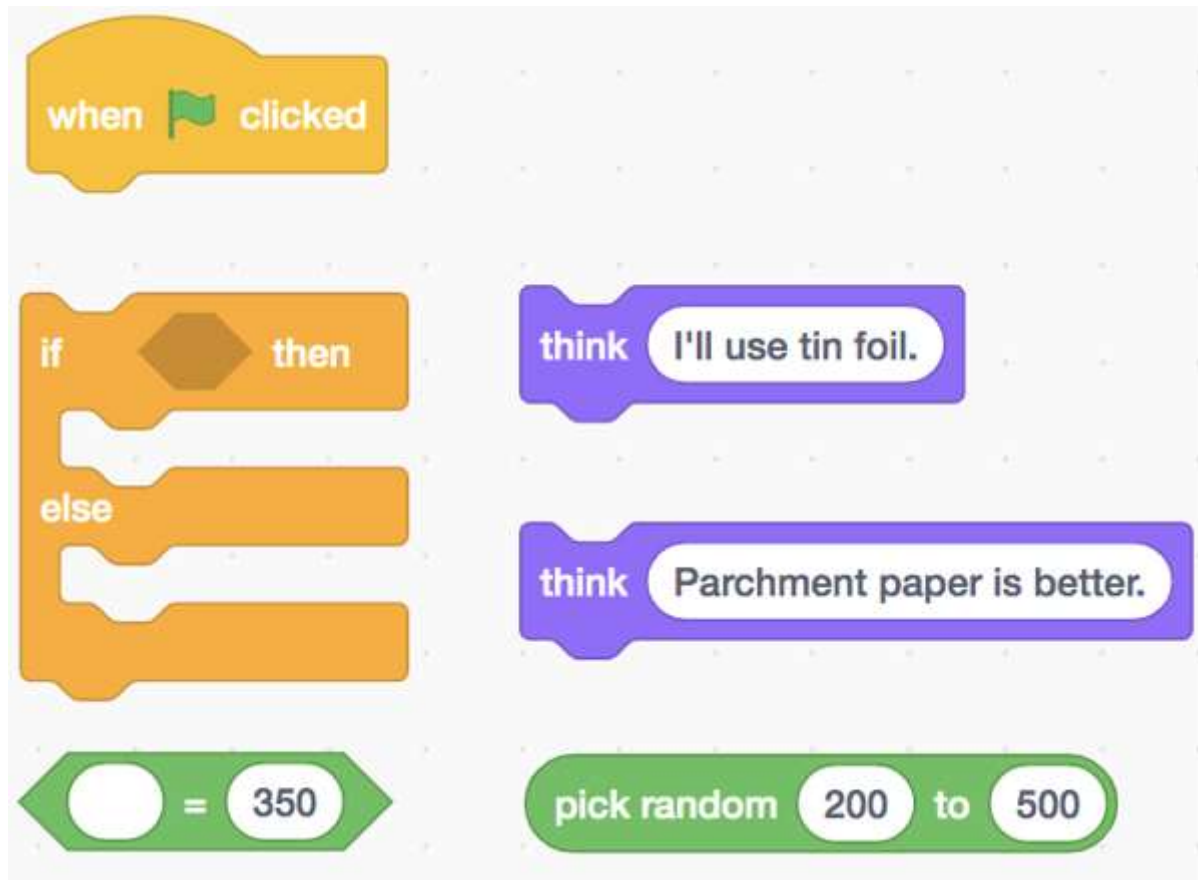 when clicked
if then
think I'll use tin foil.
else
think Parchment paper is better.
= 350
pick random 200 to 500